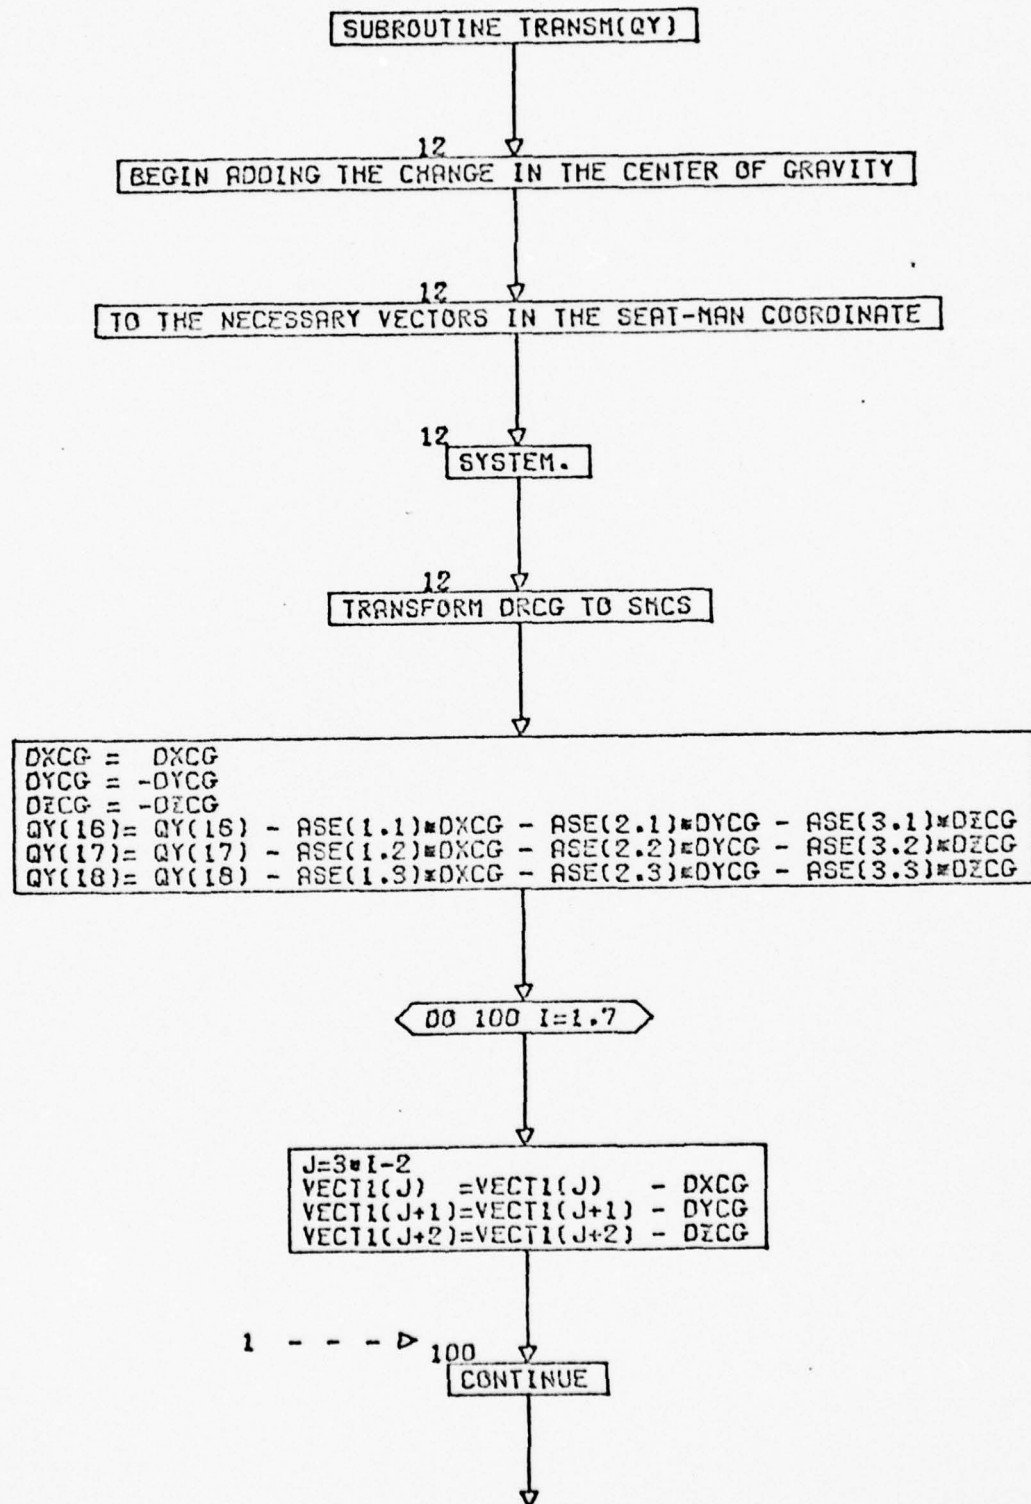 SUBROUTINE TRANSM(QY)
12
BEGIN ADDING THE CHANGE IN THE CENTER OF GRAVITY
12
TO THE NECESSARY VECTORS IN THE SEAT-MAN COORDINATE
12
SYSTEM.
12
TRANSFORM DRCG TO SMCS
DXCG = DXCG
DYCG = -DYCG
DZCG = -DZCG
QY(16)= QY(16) - ASE(1.1)*DXCG - ASE(2.1)*DYCG - ASE(3.1)*DZCG
QY(17)= QY(17) - ASE(1.2)*DXCG - ASE(2.2)*DYCG - ASE(3.2)*DZCG
QY(18)= QY(18) - ASE(1.3)*DXCG - ASE(2.3)*DYCG - ASE(3.3)*DZCG
DO 100 I=1.7
J=3*I-2
VECT1(J) =VECT1(J) - DXCG
VECT1(J+1)=VECT1(J+1) - DYCG
VECT1(J+2)=VECT1(J+2) - DZCG
1 - - -
100
CONTINUE